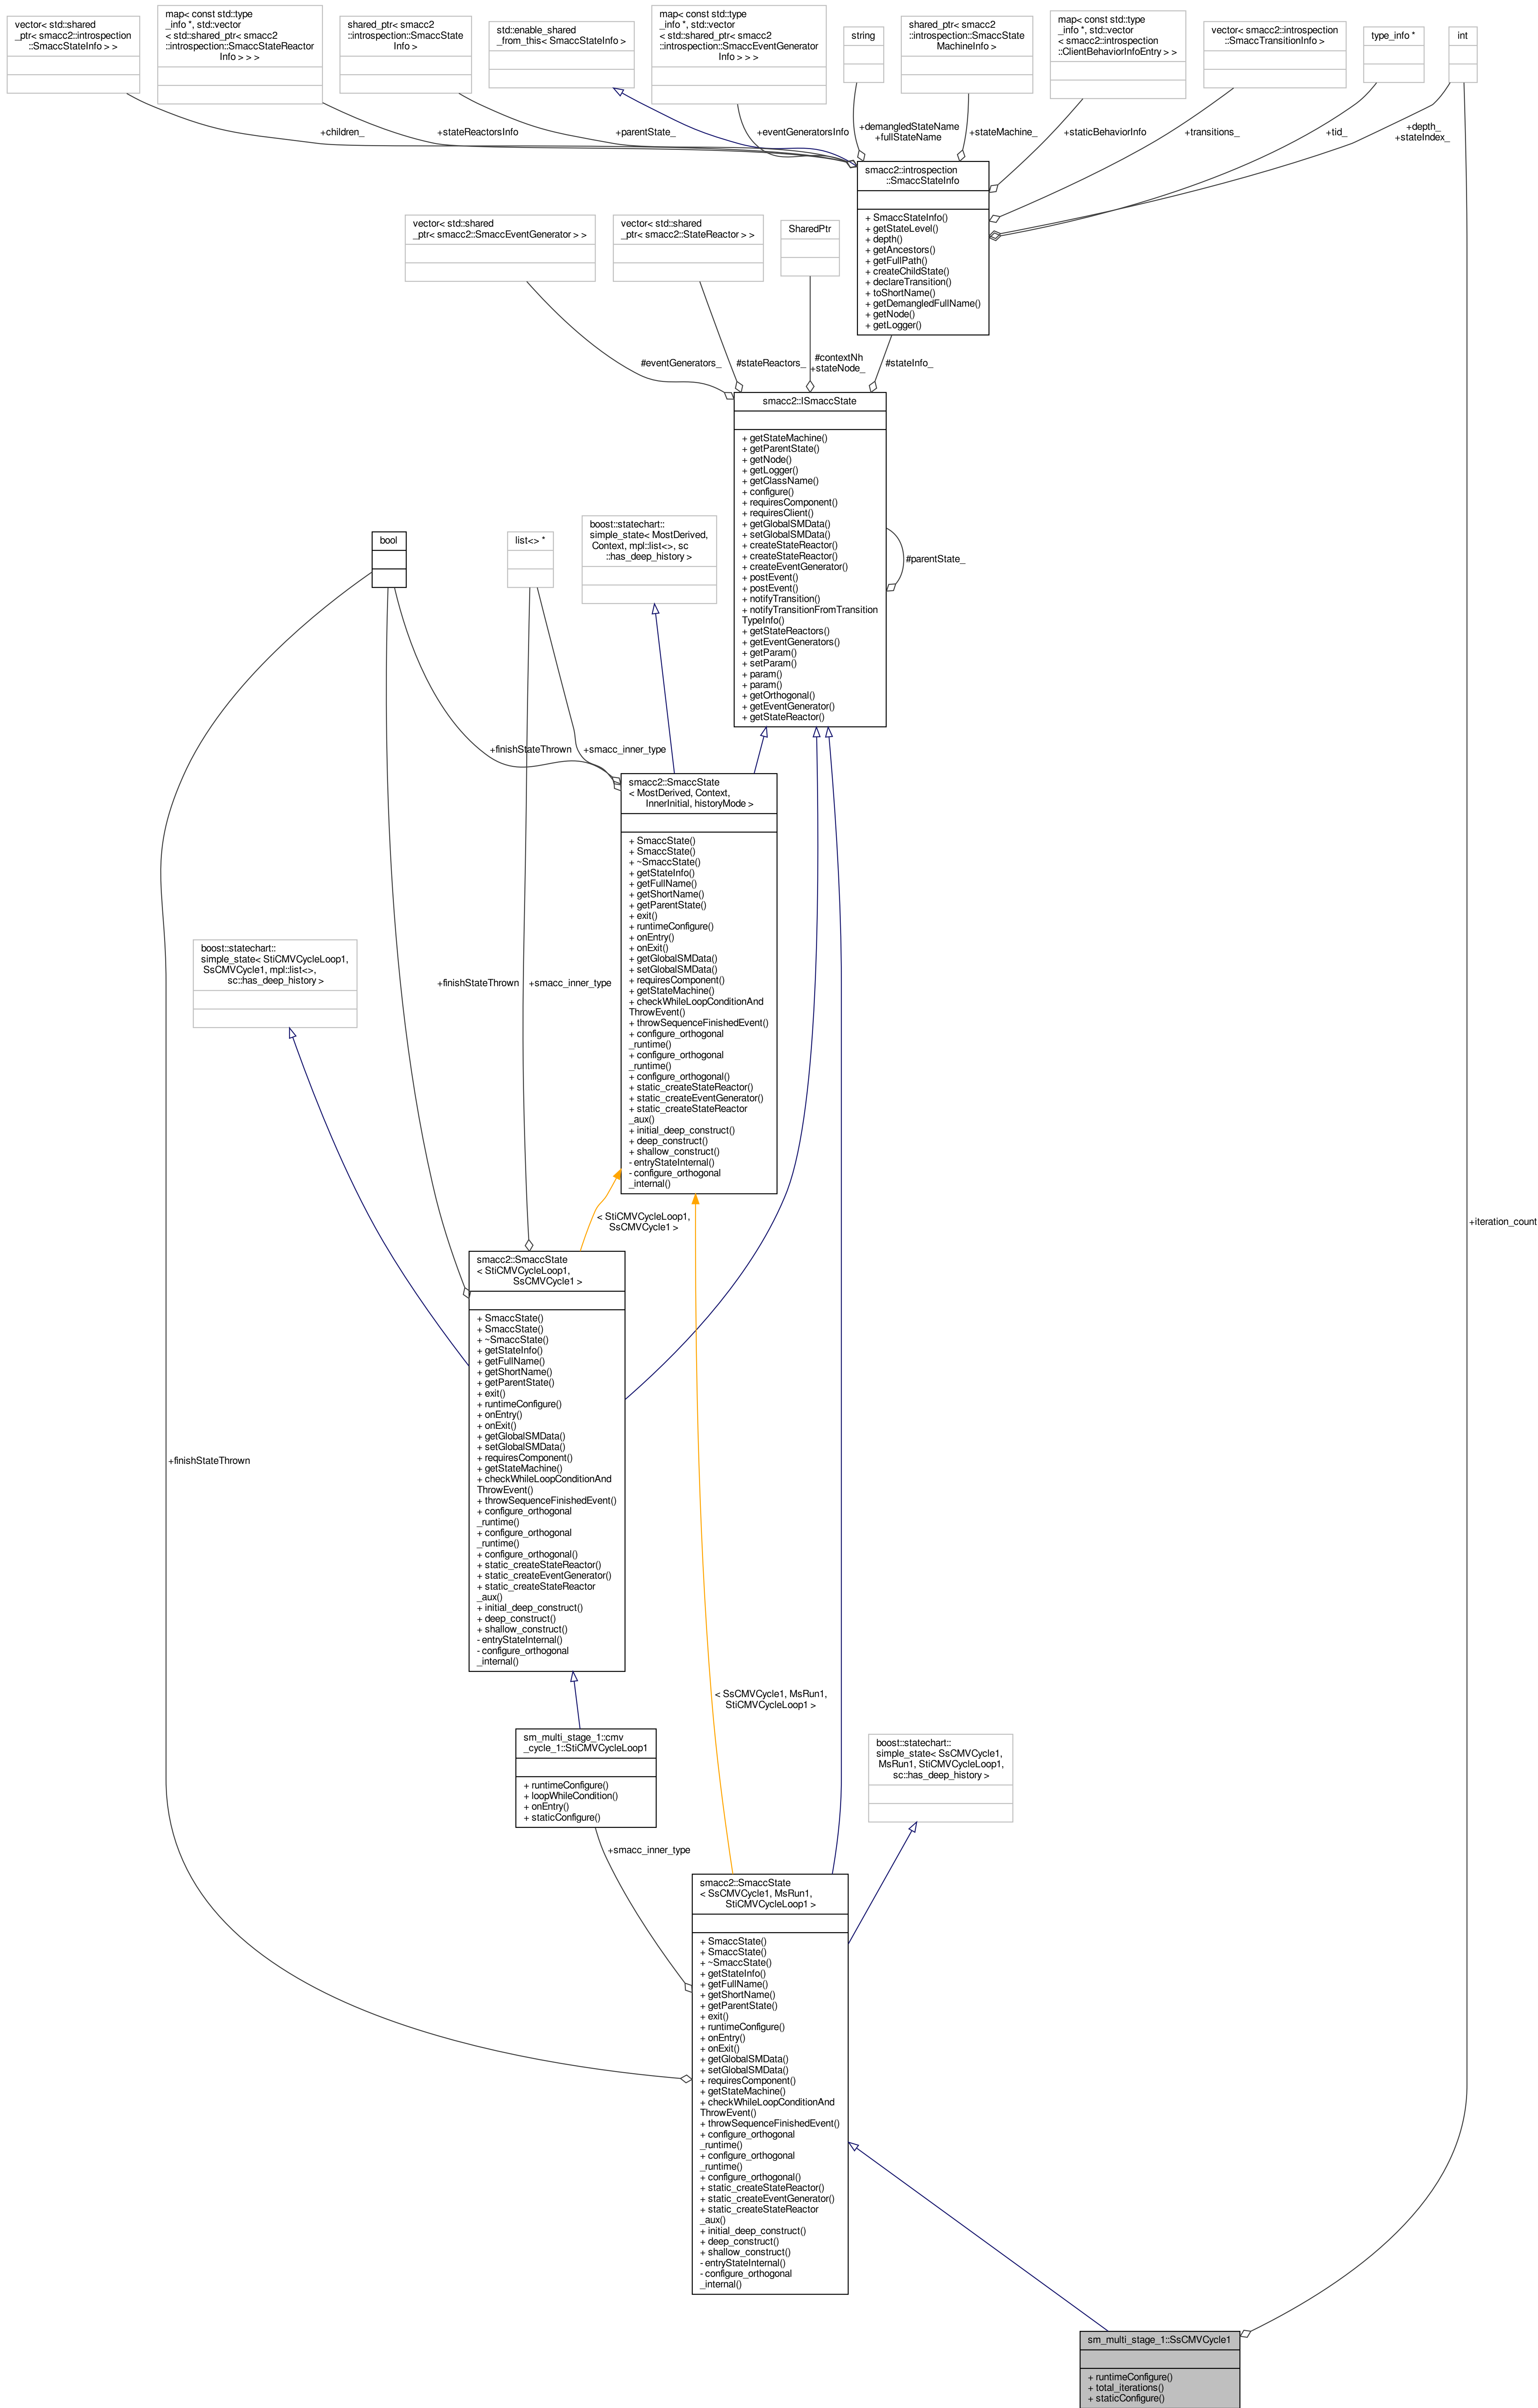 vector< std::shared
_ptr< smacc2::introspection
::SmaccStateInfo > >
map< const std::type
_info *, std::vector
< std::shared_ptr< smacc2
::introspection::SmaccStateReactor
Info > > >
shared_ptr< smacc2
::introspection::SmaccState
Info >
std::enable_shared
_from_this< SmaccStateInfo >
map< const std::type
_info *, std::vector
< std::shared_ptr< smacc2
::introspection::SmaccEventGenerator
Info > > >
string
shared_ptr< smacc2
::introspection::SmaccState
MachineInfo >
map< const std::type
_info *, std::vector
< smacc2::introspection
::ClientBehaviorInfoEntry > >
vector< smacc2::introspection
::SmaccTransitionInfo >
type_info *
int
+children_
+stateReactorsInfo
+parentState_
+eventGeneratorsInfo
+demangledStateName
+fullStateName
+stateMachine_
+staticBehaviorInfo
+transitions_
+tid_
+depth_
+stateIndex_
smacc2::introspection
::SmaccStateInfo
+ SmaccStateInfo()
+ getStateLevel()
+ depth()
+ getAncestors()
+ getFullPath()
+ createChildState()
+ declareTransition()
+ toShortName()
+ getDemangledFullName()
+ getNode()
+ getLogger()
vector< std::shared
_ptr< smacc2::SmaccEventGenerator > >
vector< std::shared
_ptr< smacc2::StateReactor > >
SharedPtr
#eventGenerators_
#stateReactors_
#contextNh
+stateNode_
#stateInfo_
smacc2::ISmaccState
+ getStateMachine()
+ getParentState()
+ getNode()
+ getLogger()
+ getClassName()
+ configure()
+ requiresComponent()
+ requiresClient()
+ getGlobalSMData()
+ setGlobalSMData()
+ createStateReactor()
+ createStateReactor()
+ createEventGenerator()
+ postEvent()
+ postEvent()
+ notifyTransition()
+ notifyTransitionFromTransition
TypeInfo()
+ getStateReactors()
+ getEventGenerators()
+ getParam()
+ setParam()
+ param()
+ param()
+ getOrthogonal()
+ getEventGenerator()
+ getStateReactor()
#parentState_
bool
list<> *
boost::statechart::
simple_state< MostDerived,
Context, mpl::list<>, sc
::has_deep_history >
+finishStateThrown
+smacc_inner_type
smacc2::SmaccState
< MostDerived, Context,
InnerInitial, historyMode >
+ SmaccState()
+ SmaccState()
+ ~SmaccState()
+ getStateInfo()
+ getFullName()
+ getShortName()
+ getParentState()
+ exit()
+ runtimeConfigure()
+ onEntry()
+ onExit()
+ getGlobalSMData()
+ setGlobalSMData()
+ requiresComponent()
+ getStateMachine()
+ checkWhileLoopConditionAnd
ThrowEvent()
+ throwSequenceFinishedEvent()
+ configure_orthogonal
_runtime()
+ configure_orthogonal
_runtime()
+ configure_orthogonal()
+ static_createStateReactor()
+ static_createEventGenerator()
+ static_createStateReactor
_aux()
+ initial_deep_construct()
+ deep_construct()
+ shallow_construct()
- entryStateInternal()
- configure_orthogonal
_internal()
boost::statechart::
simple_state< StiCMVCycleLoop1,
SsCMVCycle1, mpl::list<>,
sc::has_deep_history >
+finishStateThrown
+smacc_inner_type
< StiCMVCycleLoop1,
SsCMVCycle1 >
+iteration_count
smacc2::SmaccState
< StiCMVCycleLoop1,
SsCMVCycle1 >
+ SmaccState()
+ SmaccState()
+ ~SmaccState()
+ getStateInfo()
+ getFullName()
+ getShortName()
+ getParentState()
+ exit()
+ runtimeConfigure()
+ onEntry()
+ onExit()
+ getGlobalSMData()
+ setGlobalSMData()
+ requiresComponent()
+ getStateMachine()
+ checkWhileLoopConditionAnd
ThrowEvent()
+ throwSequenceFinishedEvent()
+ configure_orthogonal
_runtime()
+ configure_orthogonal
_runtime()
+ configure_orthogonal()
+ static_createStateReactor()
+ static_createEventGenerator()
+ static_createStateReactor
_aux()
+ initial_deep_construct()
+ deep_construct()
+ shallow_construct()
- entryStateInternal()
- configure_orthogonal
_internal()
+finishStateThrown
< SsCMVCycle1, MsRun1,
StiCMVCycleLoop1 >
sm_multi_stage_1::cmv
_cycle_1::StiCMVCycleLoop1
+ runtimeConfigure()
+ loopWhileCondition()
+ onEntry()
+ staticConfigure()
boost::statechart::
simple_state< SsCMVCycle1,
MsRun1, StiCMVCycleLoop1,
sc::has_deep_history >
+smacc_inner_type
smacc2::SmaccState
< SsCMVCycle1, MsRun1,
StiCMVCycleLoop1 >
+ SmaccState()
+ SmaccState()
+ ~SmaccState()
+ getStateInfo()
+ getFullName()
+ getShortName()
+ getParentState()
+ exit()
+ runtimeConfigure()
+ onEntry()
+ onExit()
+ getGlobalSMData()
+ setGlobalSMData()
+ requiresComponent()
+ getStateMachine()
+ checkWhileLoopConditionAnd
ThrowEvent()
+ throwSequenceFinishedEvent()
+ configure_orthogonal
_runtime()
+ configure_orthogonal
_runtime()
+ configure_orthogonal()
+ static_createStateReactor()
+ static_createEventGenerator()
+ static_createStateReactor
_aux()
+ initial_deep_construct()
+ deep_construct()
+ shallow_construct()
- entryStateInternal()
- configure_orthogonal
_internal()
sm_multi_stage_1::SsCMVCycle1
+ runtimeConfigure()
+ total_iterations()
+ staticConfigure()